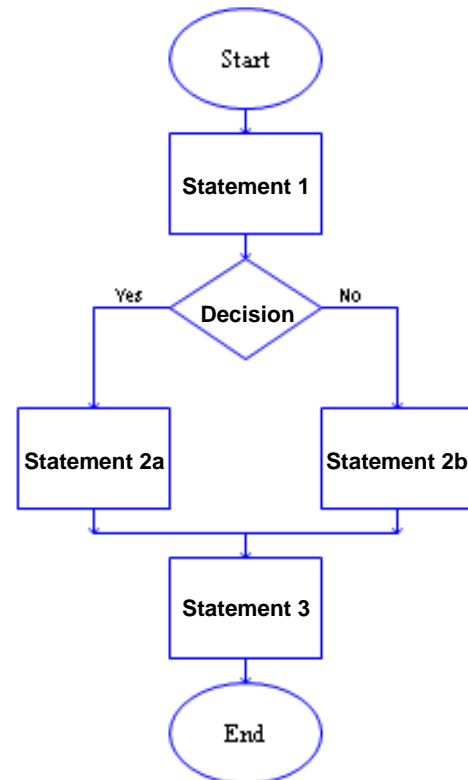 Start
Statement 1
Yes
Decision
No
Statement 2a
Statement 2b
Statement 3
End